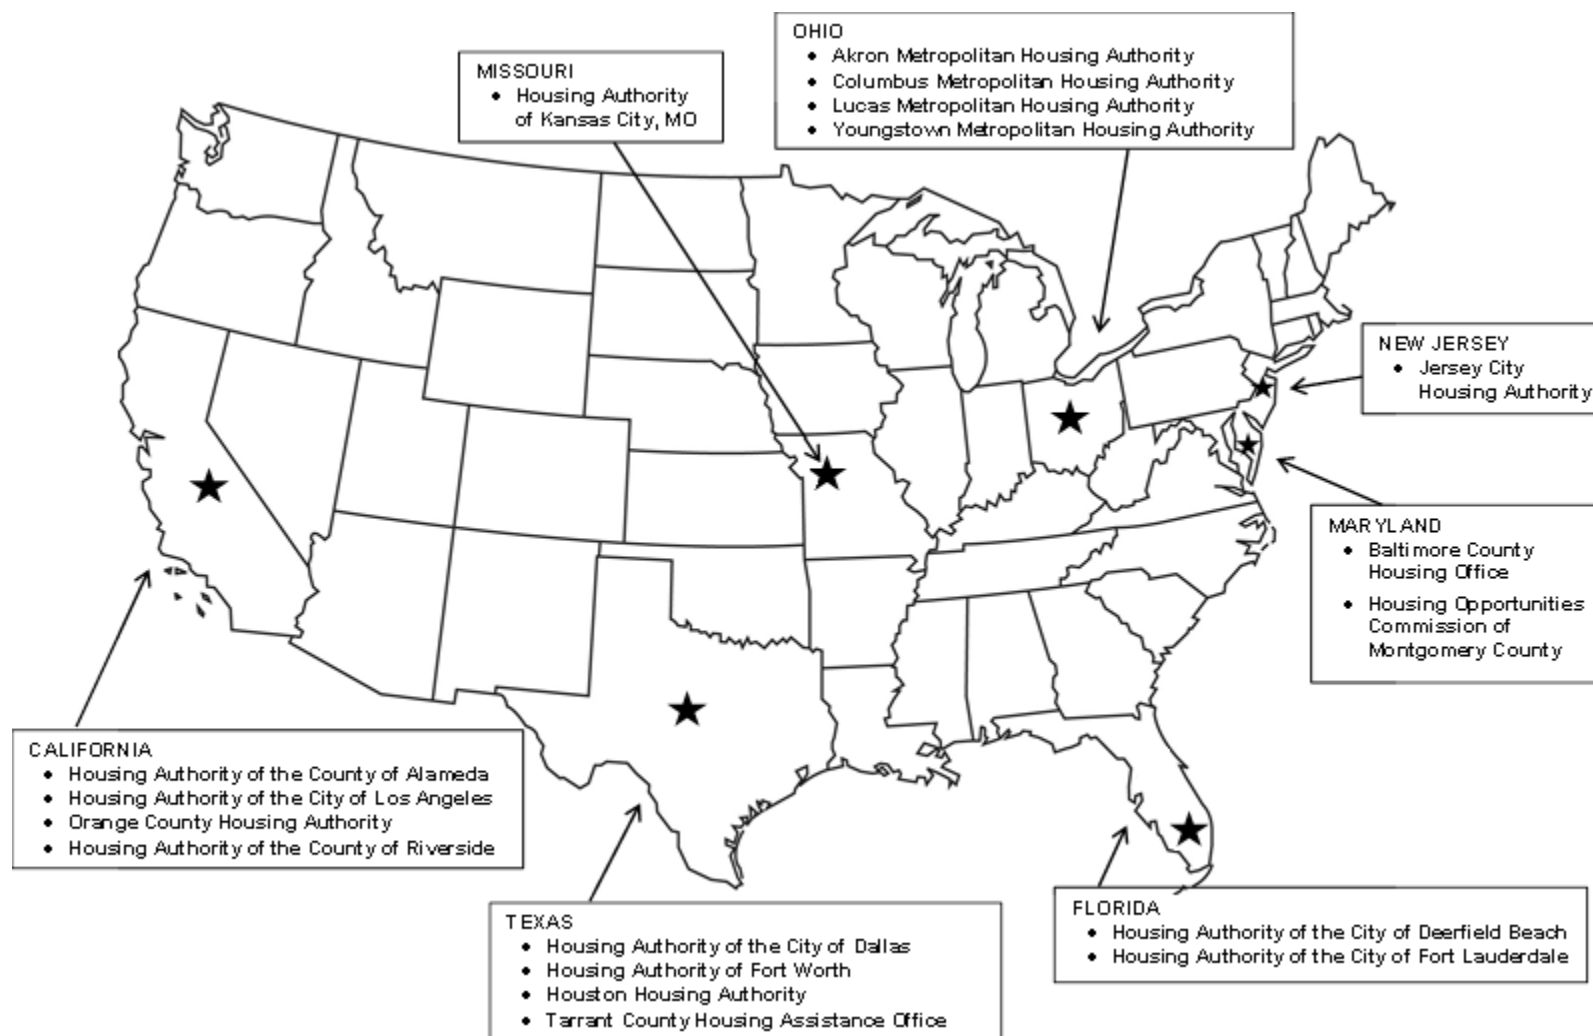 OHIO
• Akron Metropolitan Housing Authority
• Columbus Metropolitan Housing Authority
• Lucas Metropolitan Housing Authority
• Youngstown Metropolitan Housing Authority
MISSOURI
• Housing Authority
of Kansas City, MO
NEW JERSEY
• Jersey City
Housing Authority
MARYLAND
• Baltimore County
Housing Office
• Housing Opportunities
Commission of
Montgomery County
CALIFORNIA
• Housing Authority of the County of Alameda
• Housing Authority of the City of Los Angeles
• Orange County Housing Authority
• Housing Authority of the County of Riverside
TEXAS
• Housing Authority of the City of Dallas
• Housing Authority of Fort Worth
• Houston Housing Authority
• Tarrant County Housing Assistance Office
FLORIDA
• Housing Authority of the City of Deerfield Beach
• Housing Authority of the City of Fort Lauderdale